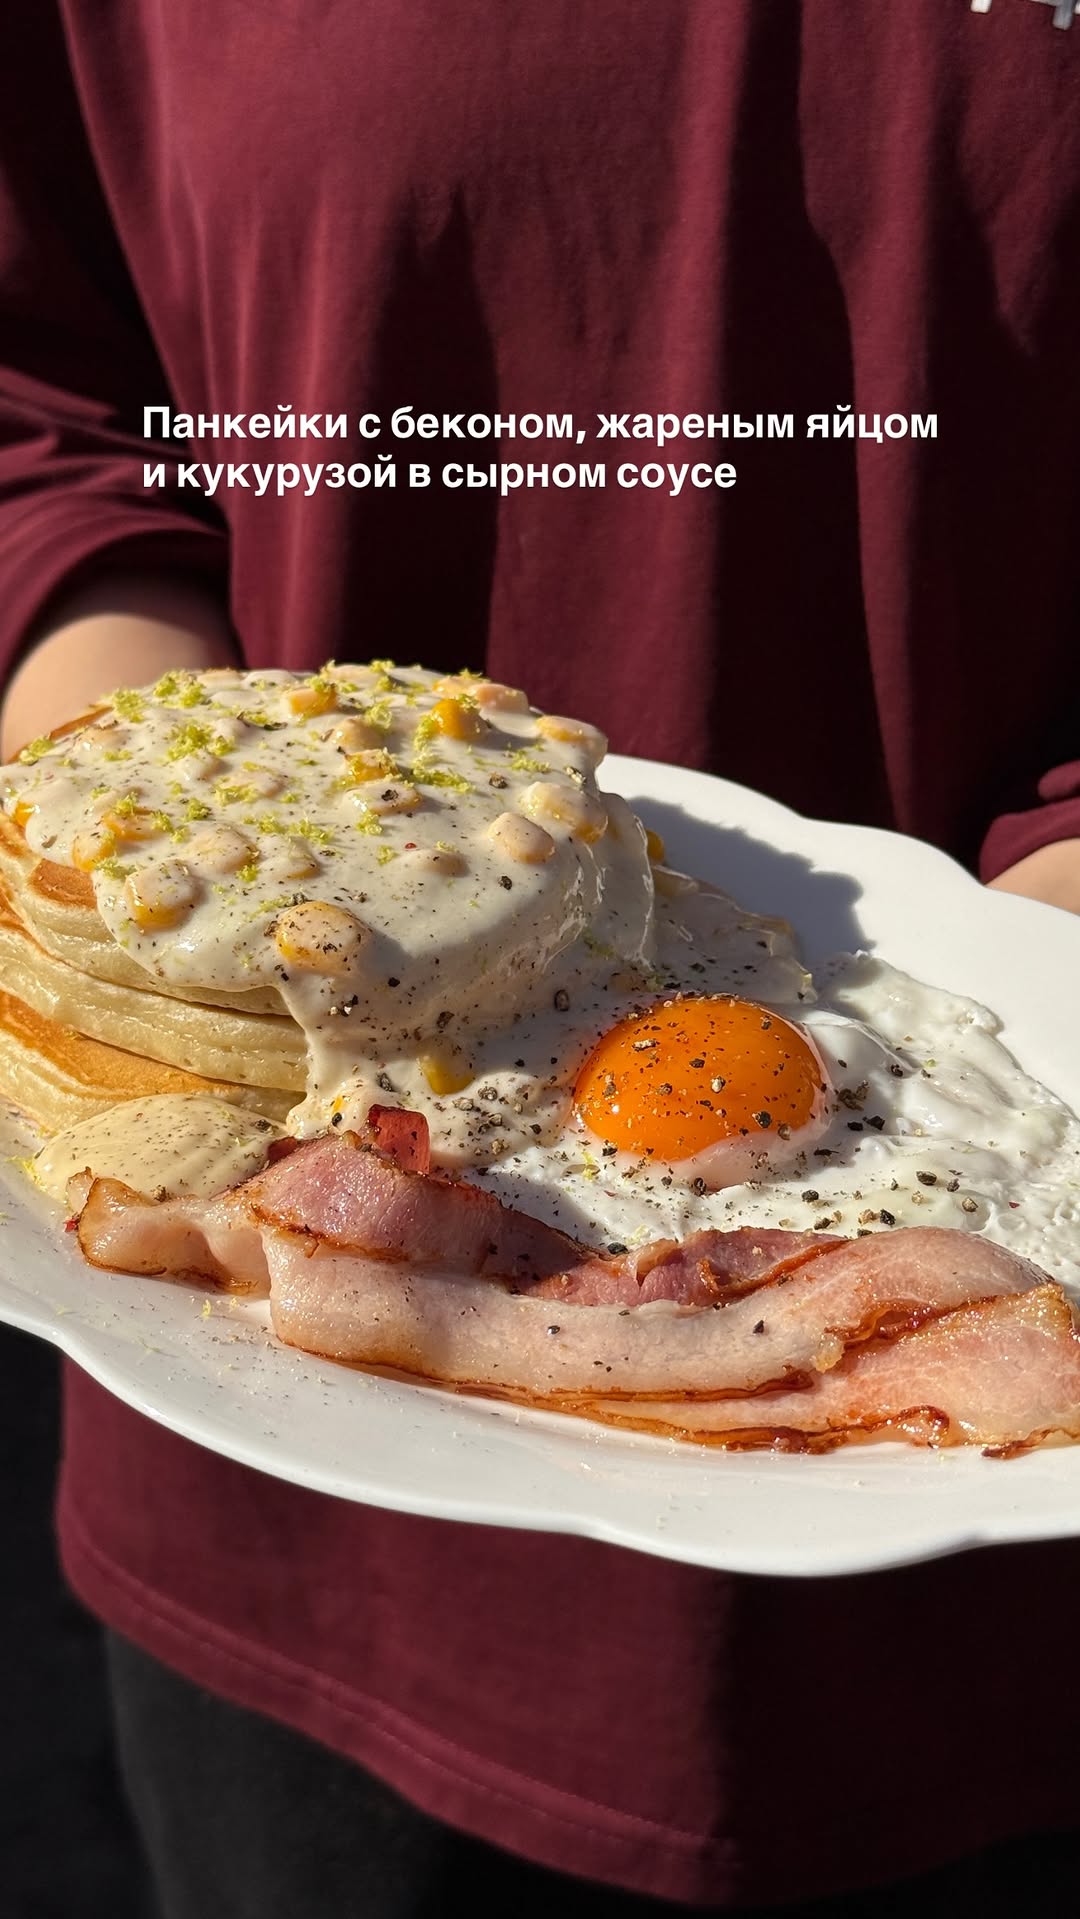 Панкейки с беконом, жареным яйцом
и кукурузой в сырном соусе